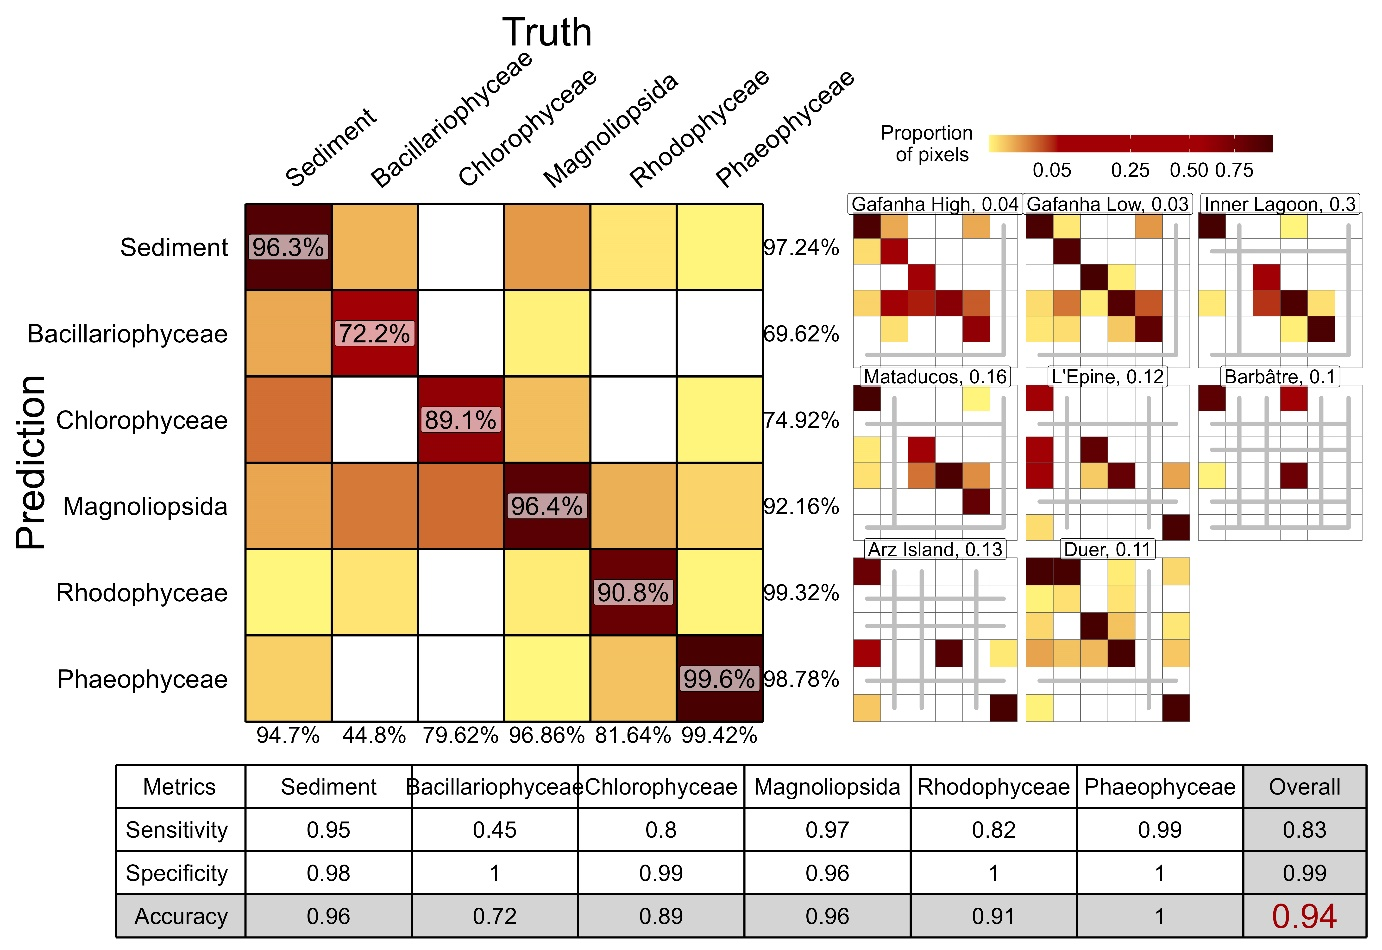 Truth
Sediment
Bacillariophyceae
Chlorophyceae
Magnoliopsida
Rhodophyceae
Phaeophyceae
Prediction
Sediment
96.3%
97.24%
Bacillariophyceae
72.2%
69.62%
Chlorophyceae
89.1%
74.92%
Magnoliopsida
96.4%
92.16%
Rhodophyceae
90.8%
99.32%
Phaeophyceae
99.6%
98.78%
94.7% 44.8% 79.62% 96.86% 81.64% 99.42%
Proportion
of pixels
0.05 0.25 0.50 0.75
Gafanha High, 0.04
Gafanha Low, 0.03
Inner Lagoon, 0.3
Mataducos, 0.16
L'Epine, 0.12
Barbâtre, 0.1
Arz Island, 0.13
Duer, 0.11
Metrics Sediment Bacillariophyceae Chlorophyceae Magnoliopsida Rhodophyceae Phaeophyceae Overall
Sensitivity 0.95 0.45 0.8 0.97 0.82 0.99 0.83
Specificity 0.98 1 0.99 0.96 1 1 0.99
Accuracy 0.96 0.72 0.89 0.96 0.91 1 0.94